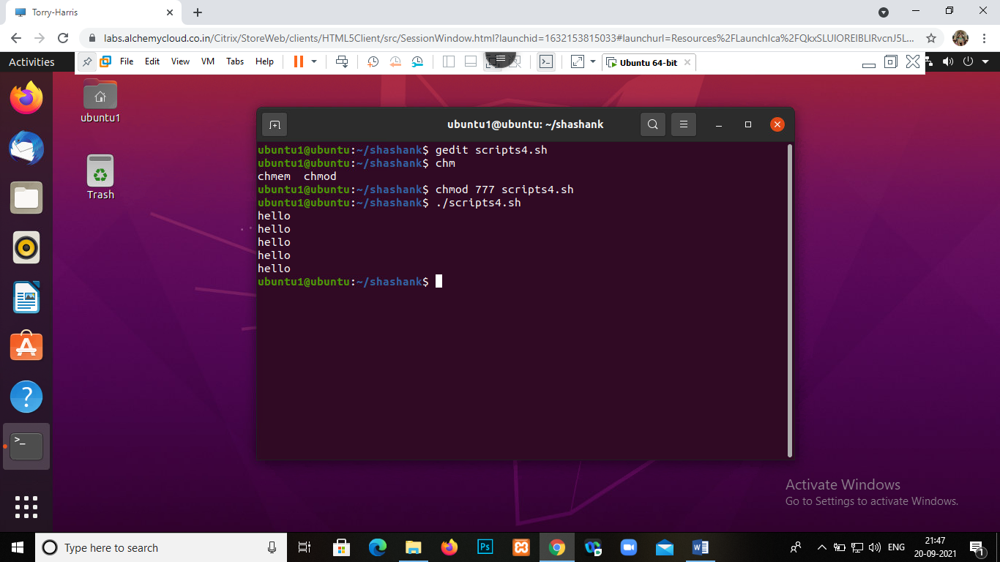 Torry-Harris
labs.alchemycloud.co.in/Citrix/StoreWeb/clients/HTML5Client/src/SessionWindow.html?launchid=1632153815033#launchurl=Resources%2FLaunchIca%2FQkxSLUlOREIBLlRvcnJ5L...
Activities
File Edit View VM Tabs Help
Ubuntu 64-bit
ubuntu1
Trash
ubuntu1@ubuntu: ~/shashank
ubuntu1@ubuntu:~/shashank$ gedit scripts4.sh
ubuntu1@ubuntu:~/shashank$ chm
chmem  chmod
ubuntu1@ubuntu:~/shashank$ chmod 777 scripts4.sh
ubuntu1@ubuntu:~/shashank$ ./scripts4.sh
hello
hello
hello
hello
hello
ubuntu1@ubuntu:~/shashank$
Activate Windows
Go to Settings to activate Windows.
Type here to search
Ps
ENG
21:47
20-09-2021
1